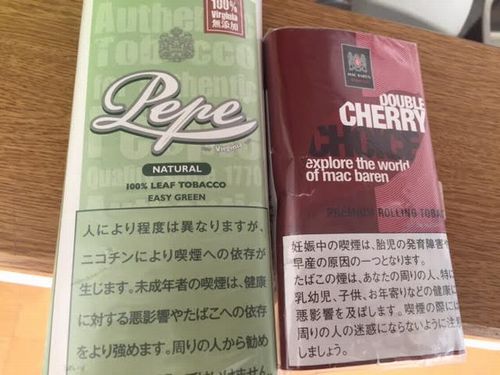 Authentic
Tobacco
100%
Virginia
無添加
Pepe
Fine Virginia
NATURAL
100% LEAF TOBACCO
EASY GREEN
人により程度は異なりますが、
ニコチンにより喫煙への依存
が生じます。未成年者の喫煙は、健康
に対する悪影響やたばこへの依存
をより強めます。周りの人から勧め
MAC BAREN
DOUBLE
CHERRY
CHOICE
explore the world
of mac baren
PREMIUM ROLLING TOBAC
妊娠中の喫煙は、胎児の発育障害や
早産の原因の一つとなります。
たばこの煙は、あなたの周りの人、特に
乳幼児、子供、お年寄りなどの健康に
悪影響を及ぼします。喫煙の際には
周りの人の迷惑にならないように注意
しましょう。